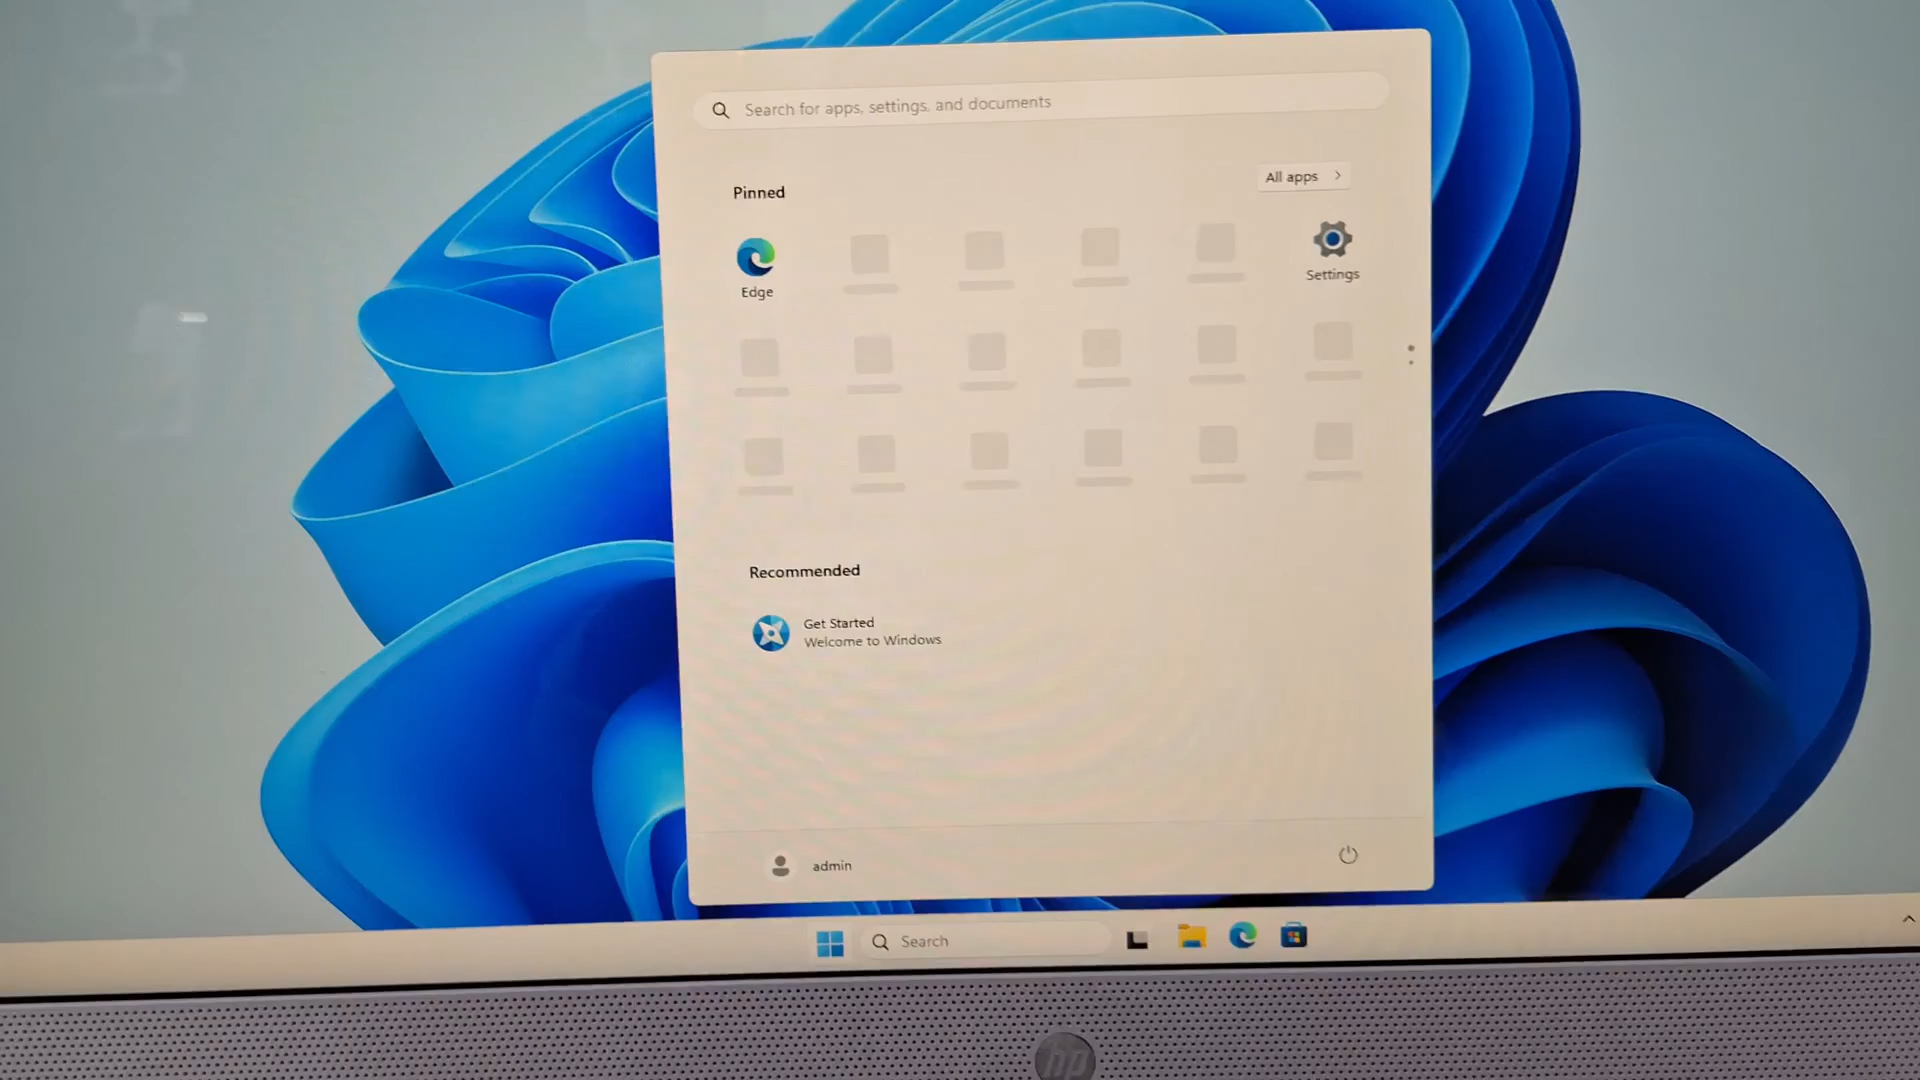 Search for apps, settings, and documents
Pinned
All apps
Edge
Settings
Recommended
Get Started
Welcome to Windows
admin
Search
hp